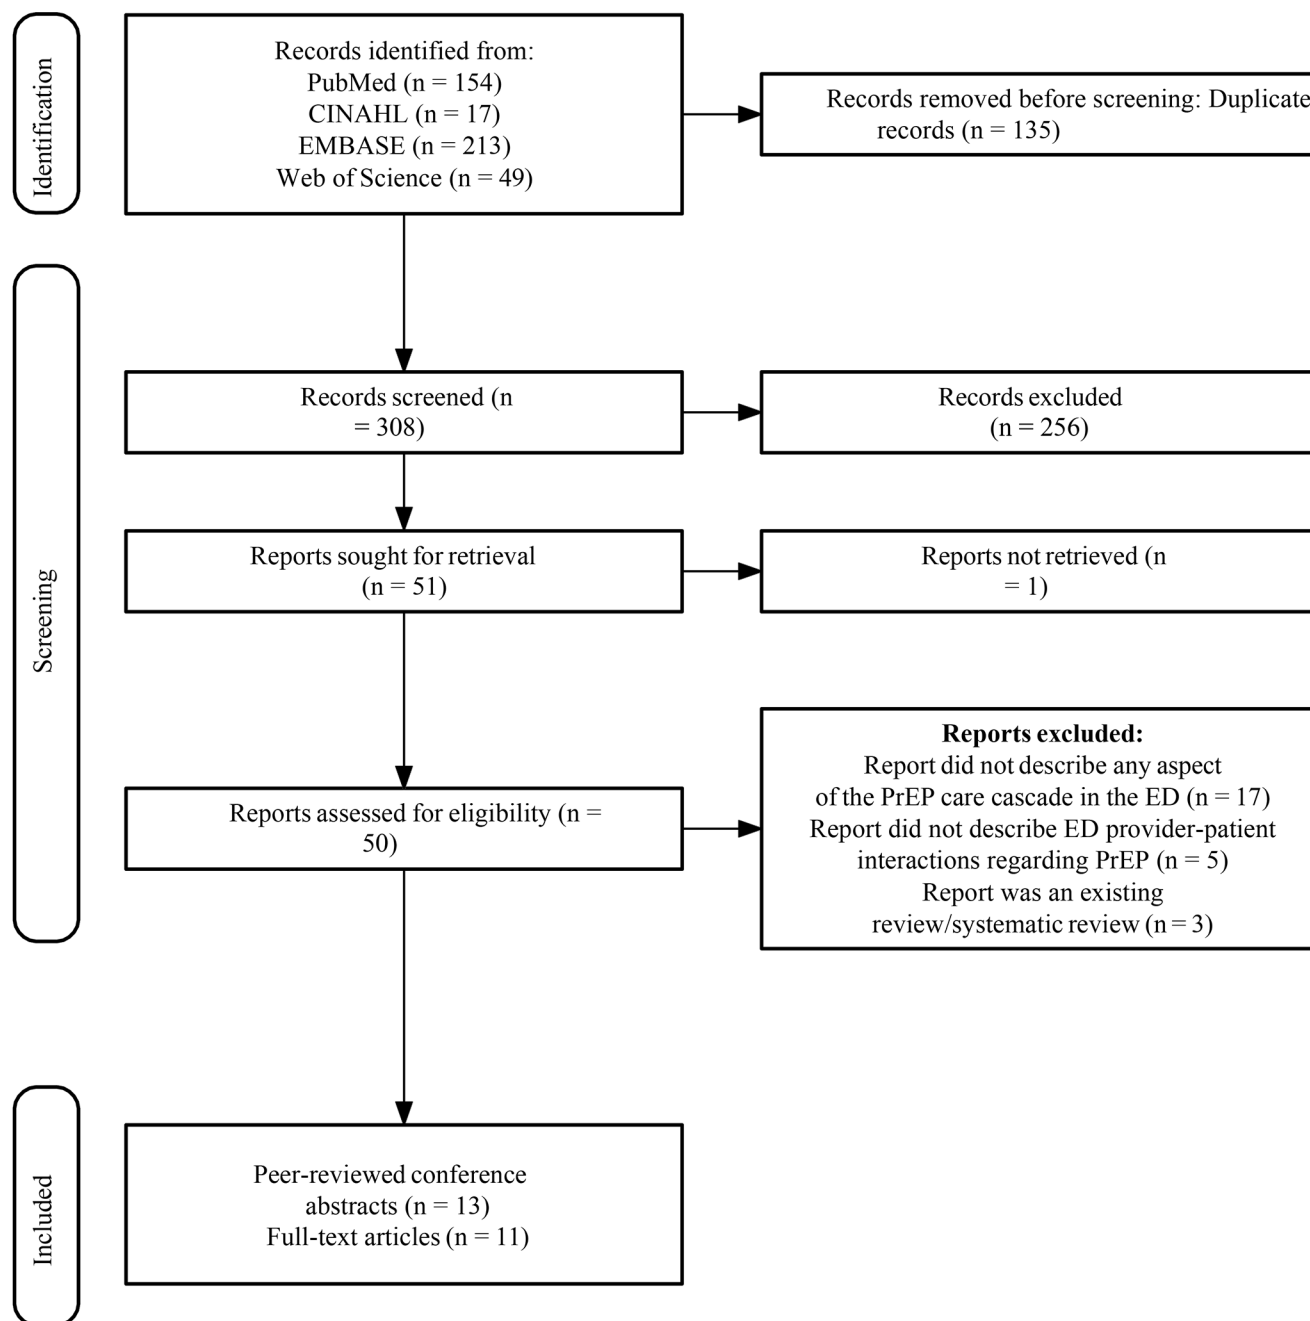 Identification
Records identified from:
PubMed (n = 154)
CINAHL (n = 17)
EMBASE (n = 213)
Web of Science (n = 49)
Records removed before screening: Duplicate
records (n = 135)
Screening
Records screened (n
= 308)
Records excluded
(n = 256)
Reports sought for retrieval
(n = 51)
Reports not retrieved (n
= 1)
Reports assessed for eligibility (n =
50)
Reports excluded:
Report did not describe any aspect
of the PrEP care cascade in the ED (n = 17)
Report did not describe ED provider-patient
interactions regarding PrEP (n = 5)
Report was an existing
review/systematic review (n = 3)
Included
Peer-reviewed conference
abstracts (n = 13)
Full-text articles (n = 11)